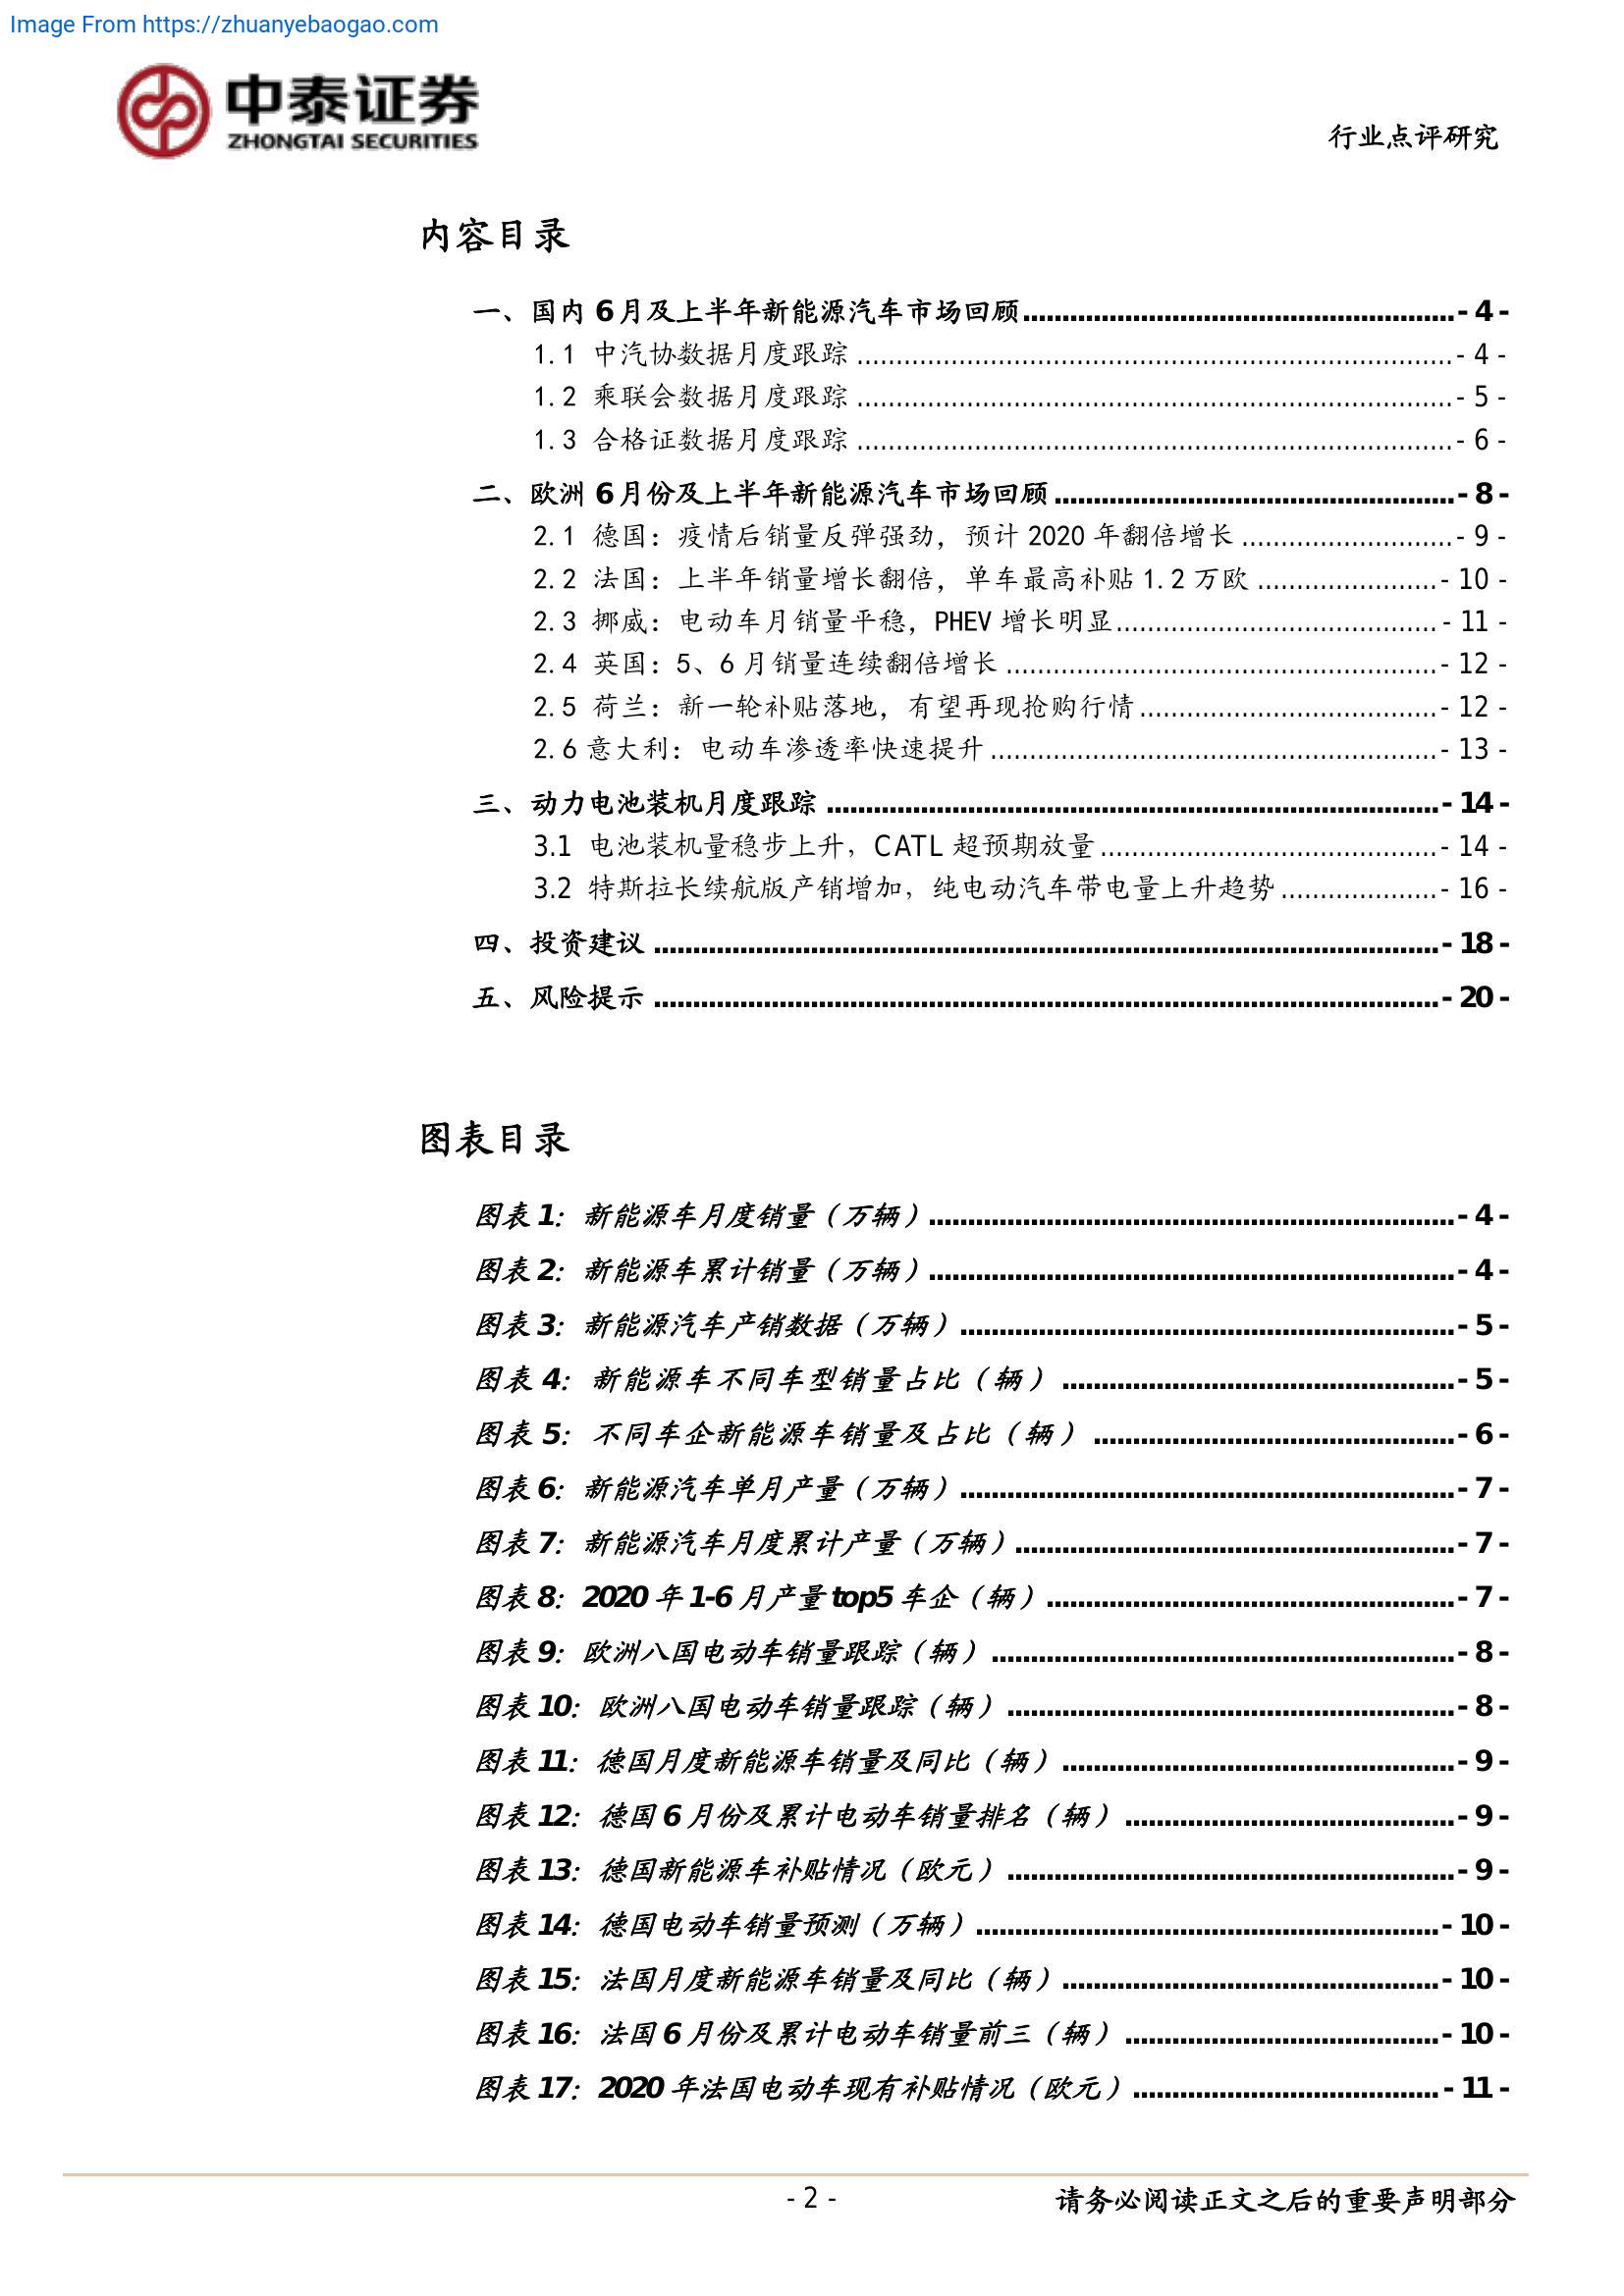 Image From https://zhuanyebaogao.com
中泰证券
ZHONGTAI SECURITIES
行业点评研究
内容目录
一、国内 6 月及上半年新能源汽车市场回顾 - 4 -
1.1 中汽协数据月度跟踪 - 4 -
1.2 乘联会数据月度跟踪 - 5 -
1.3 合格证数据月度跟踪 - 6 -
二、欧洲 6 月份及上半年新能源汽车市场回顾 - 8 -
2.1 德国：疫情后销量反弹强劲，预计 2020 年翻倍增长 - 9 -
2.2 法国：上半年销量增长翻倍，单车最高补贴 1.2 万欧 - 10 -
2.3 挪威：电动车月销量平稳，PHEV 增长明显 - 11 -
2.4 英国：5、6 月销量连续翻倍增长 - 12 -
2.5 荷兰：新一轮补贴落地，有望再现抢购行情 - 12 -
2.6 意大利：电动车渗透率快速提升 - 13 -
三、动力电池装机月度跟踪 - 14 -
3.1 电池装机量稳步上升，CATL 超预期放量 - 14 -
3.2 特斯拉长续航版产销增加，纯电动汽车带电量上升趋势 - 16 -
四、投资建议 - 18 -
五、风险提示 - 20 -
图表目录
图表 1：新能源车月度销量（万辆） - 4 -
图表 2：新能源车累计销量（万辆） - 4 -
图表 3：新能源汽车产销数据（万辆） - 5 -
图表 4：新能源车不同车型销量占比（辆） - 5 -
图表 5：不同车企新能源车销量及占比（辆） - 6 -
图表 6：新能源汽车单月产量（万辆） - 7 -
图表 7：新能源汽车月度累计产量（万辆） - 7 -
图表 8：2020 年 1-6 月产量 top5 车企（辆） - 7 -
图表 9：欧洲八国电动车销量跟踪（辆） - 8 -
图表 10：欧洲八国电动车销量跟踪（辆） - 8 -
图表 11：德国月度新能源车销量及同比（辆） - 9 -
图表 12：德国 6 月份及累计电动车销量排名（辆） - 9 -
图表 13：德国新能源车补贴情况（欧元） - 9 -
图表 14：德国电动车销量预测（万辆） - 10 -
图表 15：法国月度新能源车销量及同比（辆） - 10 -
图表 16：法国 6 月份及累计电动车销量前三（辆） - 10 -
图表 17：2020 年法国电动车现有补贴情况（欧元） - 11 -
- 2 -
请务必阅读正文之后的重要声明部分